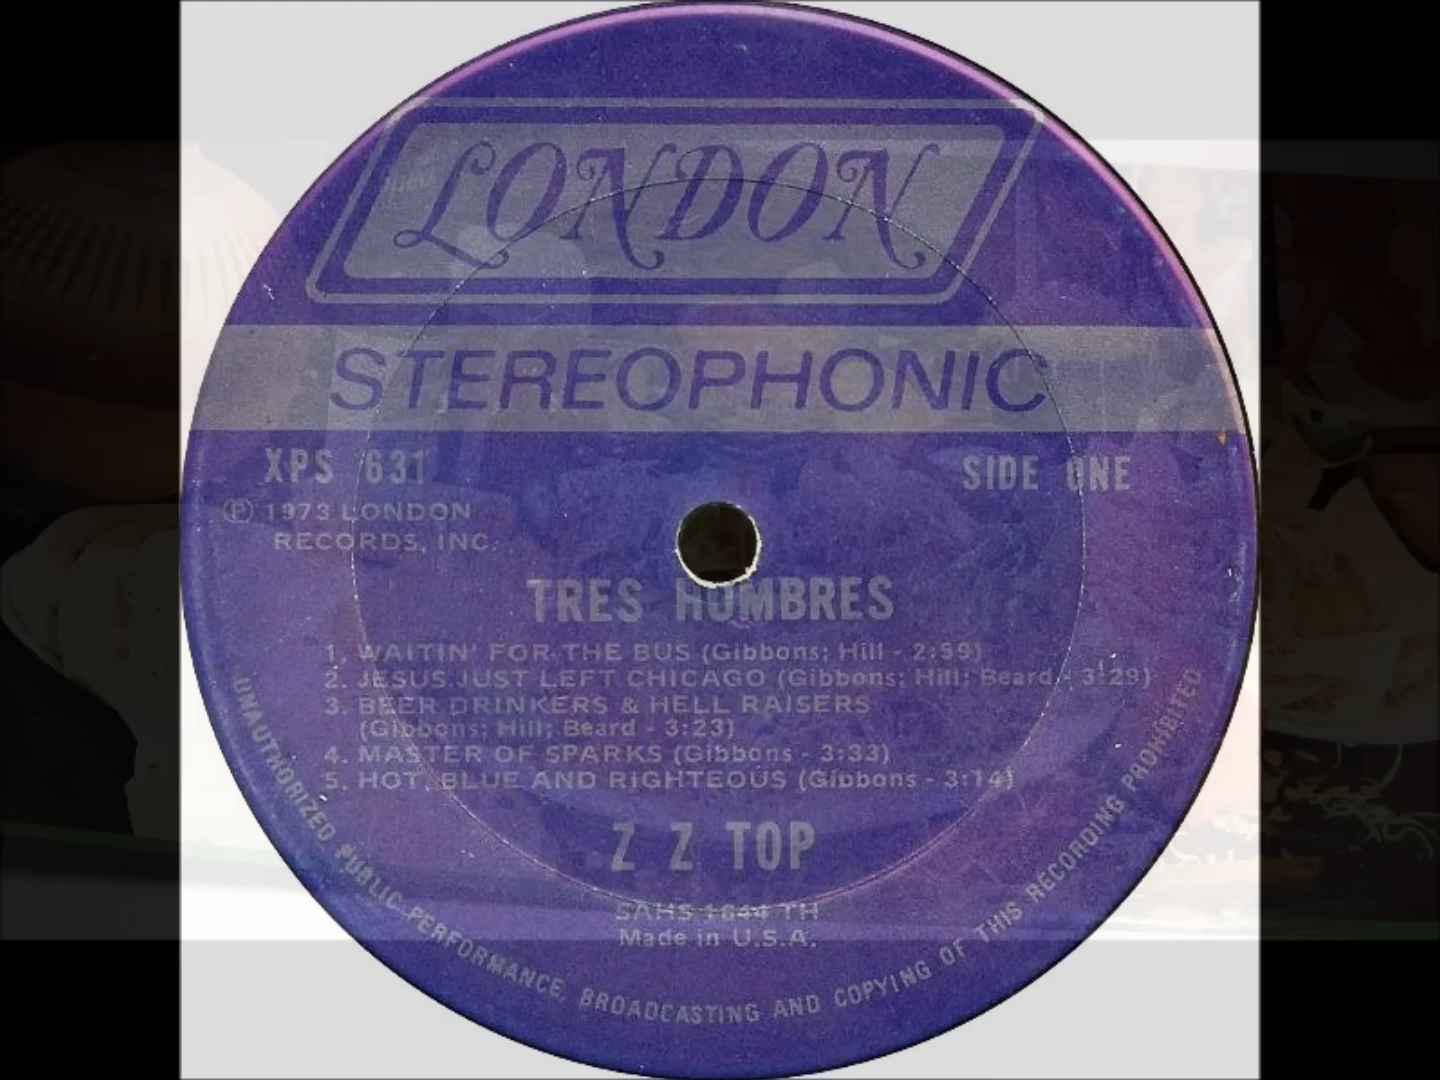 LONDON
STEREOPHONIC
XPS 631
SIDE ONE
℗ 1973 LONDON
RECORDS, INC.
TRES HOMBRES
1. WAITIN' FOR THE BUS (Gibbons; Hill - 2:59)
2. JESUS JUST LEFT CHICAGO (Gibbons; Hill; Beard - 3:29)
3. BEER DRINKERS & HELL RAISERS
(Gibbons; Hill; Beard - 3:23)
4. MASTER OF SPARKS (Gibbons - 3:33)
5. HOT, BLUE AND RIGHTEOUS (Gibbons - 3:14)
Z Z TOP
SAHS 1644 TH
Made in U.S.A.
UNAUTHORIZED PUBLIC PERFORMANCE, BROADCASTING AND COPYING OF THIS RECORDING PROHIBITED